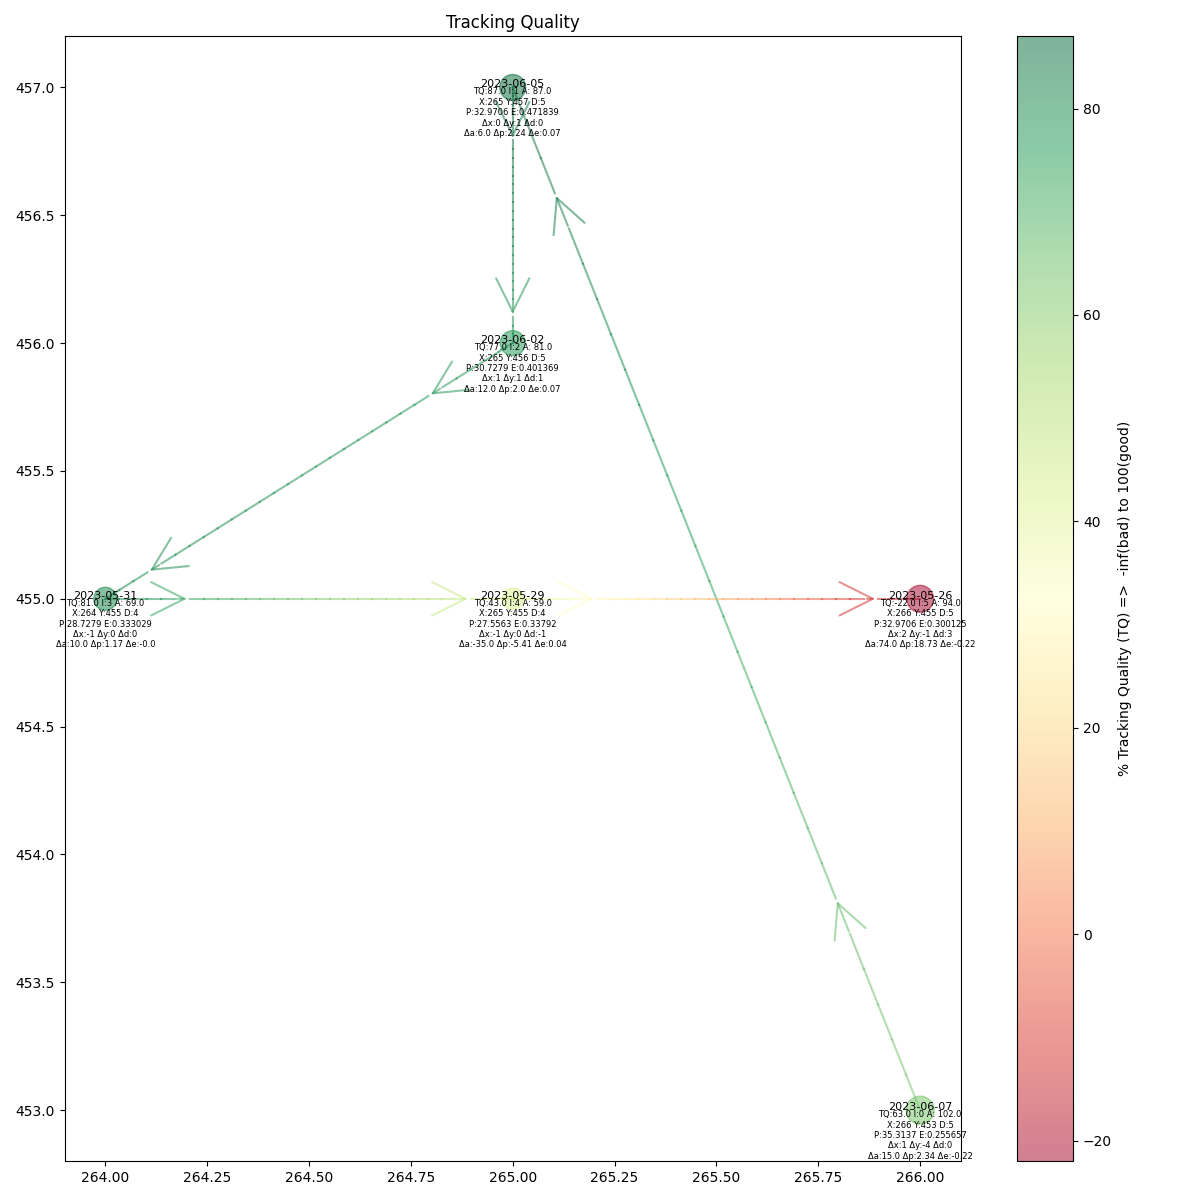 Tracking Quality
457.0
456.5
456.0
455.5
455.0
454.5
454.0
453.5
453.0
2023-06-05
TQ:87.0 I:1 A: 87.0
X:265 Y:457 D:5
P:32.9706 E:0.471839
Δx:0 Δy:1 Δd:0
Δa:6.0 Δp:2.24 Δe:0.07
2023-06-02
TQ:77.0 I:2 A: 81.0
X:265 Y:456 D:5
P:30.7279 E:0.401369
Δx:1 Δy:1 Δd:1
Δa:12.0 Δp:2.0 Δe:0.07
2023-05-31
TQ:81.0 I:3 A: 69.0
X:264 Y:455 D:4
P:28.7279 E:0.333029
Δx:-1 Δy:0 Δd:0
Δa:10.0 Δp:1.17 Δe:-0.0
2023-05-29
TQ:43.0 I:4 A: 59.0
X:265 Y:455 D:4
P:27.5563 E:0.33792
Δx:-1 Δy:0 Δd:-1
Δa:-35.0 Δp:-5.41 Δe:0.04
2023-05-26
TQ:-22.0 I:5 A: 94.0
X:266 Y:455 D:5
P:32.9706 E:0.300125
Δx:2 Δy:-1 Δd:3
Δa:74.0 Δp:18.73 Δe:-0.22
2023-06-07
TQ:63.0 I:0 A: 102.0
X:266 Y:453 D:5
P:35.3137 E:0.255657
Δx:1 Δy:-4 Δd:0
Δa:15.0 Δp:2.34 Δe:-0.22
264.00 264.25 264.50 264.75 265.00 265.25 265.50 265.75 266.00
80
60
40
20
0
−20
% Tracking Quality (TQ) => -inf(bad) to 100(good)